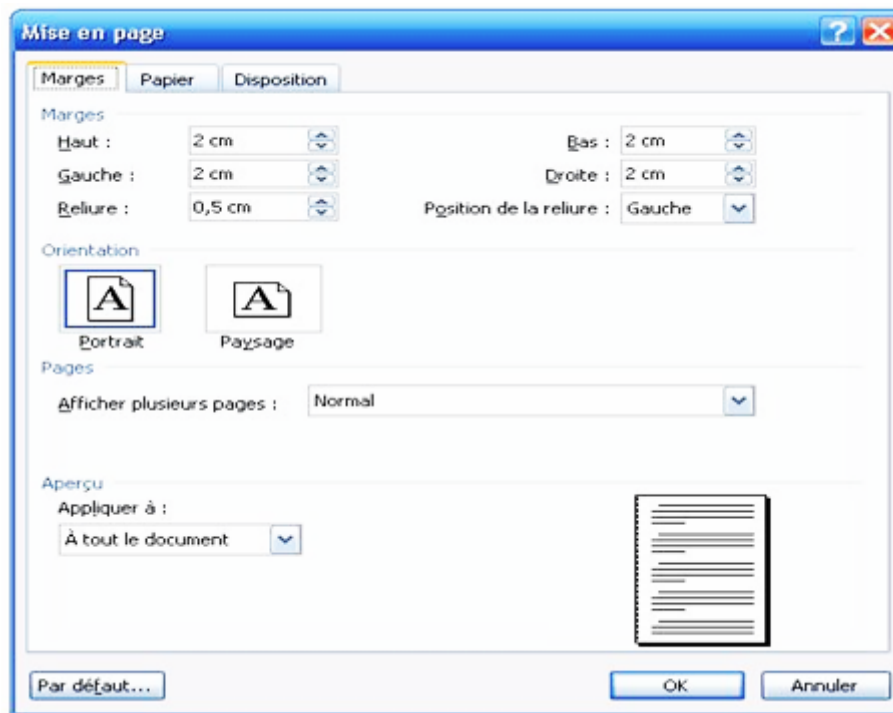 Mise en page
Marges Papier Disposition
Marges
Haut : 2 cm Bas : 2 cm
Gauche : 2 cm Droite : 2 cm
Reliure : 0,5 cm Position de la reliure : Gauche
Orientation
A A
Portrait Paysage
Pages
Afficher plusieurs pages : Normal
Aperçu
Appliquer à :
À tout le document
Par défaut... OK Annuler